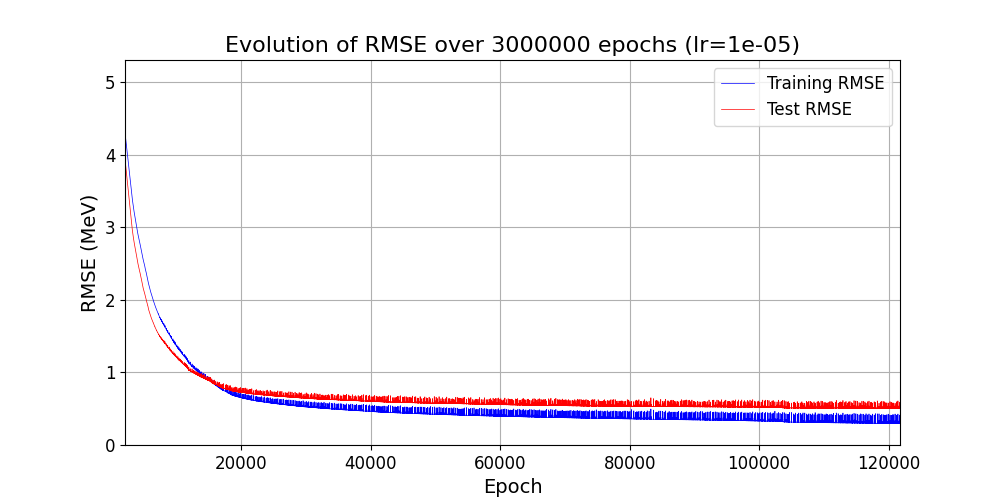 Evolution of RMSE over 3000000 epochs (lr=1e-05)
Training RMSE
Test RMSE
RMSE (MeV)
5
4
3
2
1
0
20000 40000 60000 80000 100000 120000
Epoch